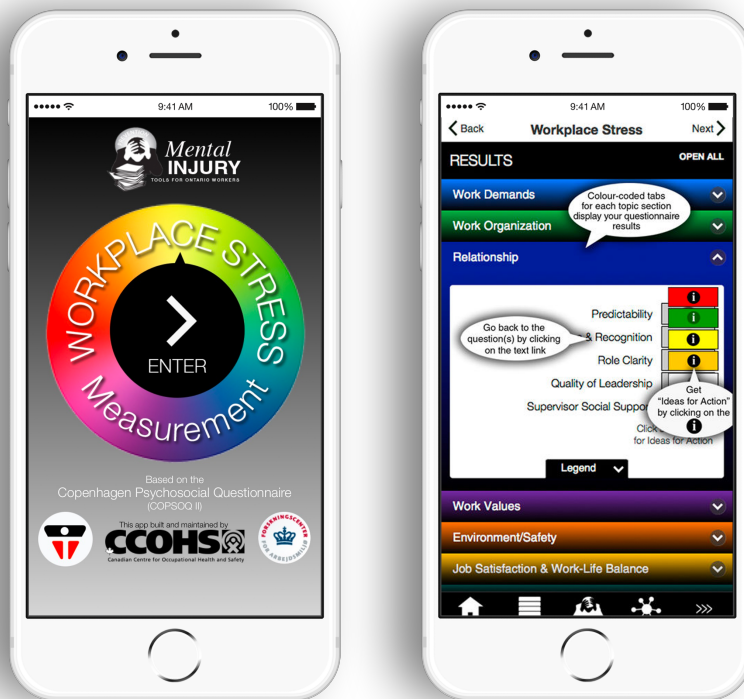 9:41 AM 100%
Mental
INJURY
TOOLS FOR ONTARIO WORKERS
WORKPLACE STRESS
Measurement
ENTER
Based on the
Copenhagen Psychosocial Questionnaire
(COPSOQ II)
This app built and maintained by
CCOHS
Canadian Centre for Occupational Health and Safety
FORSKNINGSCENTER
FOR ARBEJDSMILJØ
9:41 AM 100%
Back Workplace Stress Next
RESULTS OPEN ALL
Work Demands
Work Organization
Colour-coded tabs
for each topic section
display your questionnaire
results
Relationship
Predictability
& Recognition
Role Clarity
Quality of Leadership
Supervisor Social Suppor
Go back to the
question(s) by clicking
on the text link
Get
"Ideas for Action"
by clicking on the
i
Click
for Ideas for Action
Legend
Work Values
Environment/Safety
Job Satisfaction & Work-Life Balance
>>>